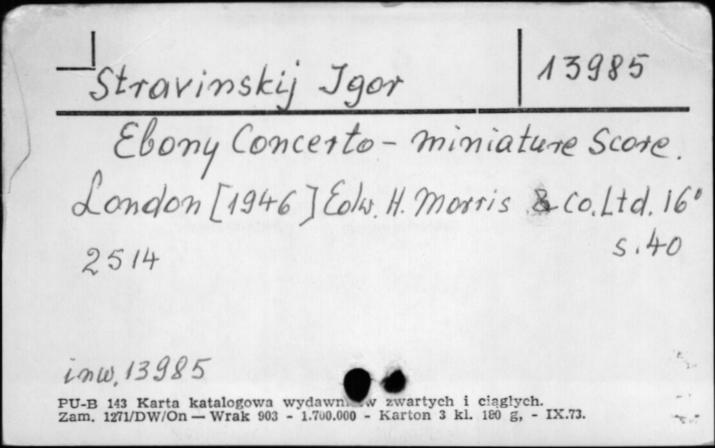 Stravinskij Igor 13985
Ebony Concerto - miniature Score.
London [1946] Edw. H. Morris & Co. Ltd. 16°
s. 40
2514
inw. 13985
PU-B 143 Karta katalogowa wydawn w zwartych i ciągłych.
Zam. 1271/DW/On — Wrak 903 - 1.700.000 - Karton 3 kl. 180 g, - IX.73.